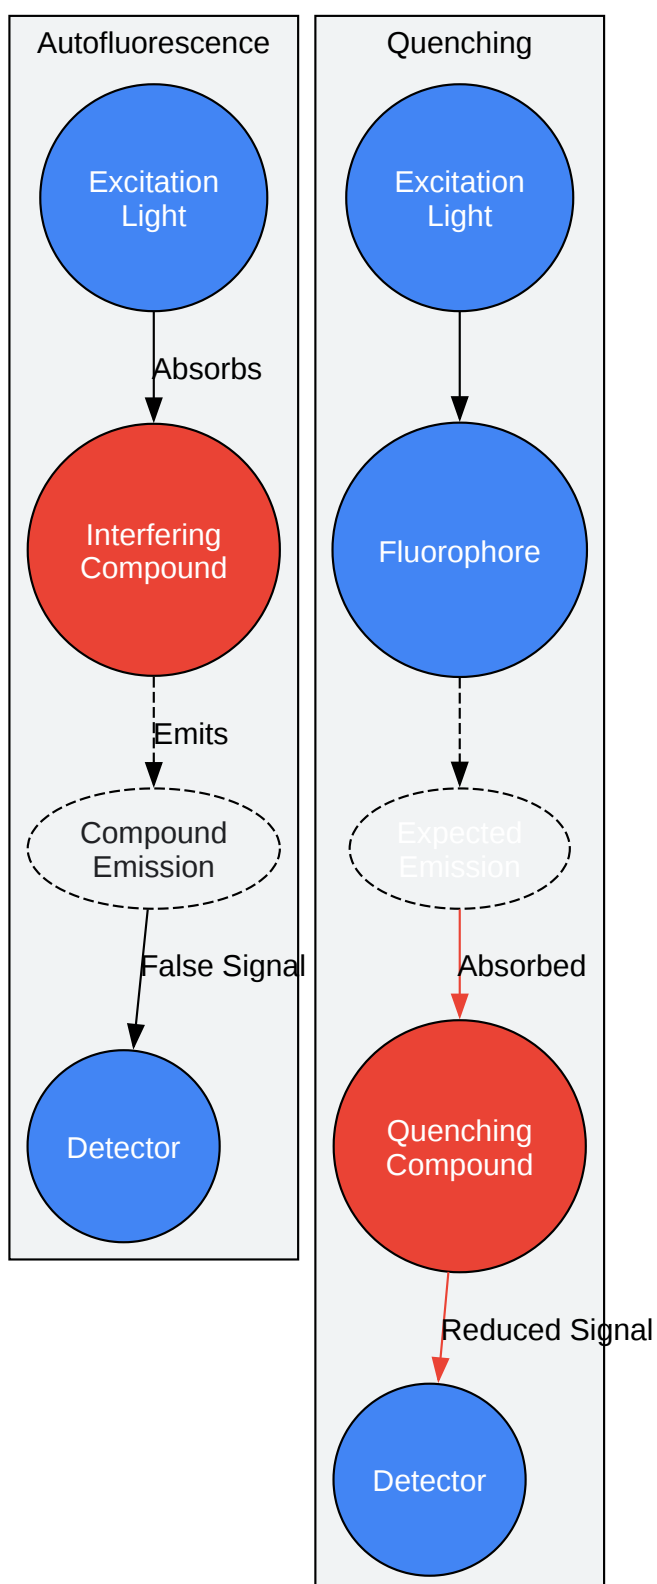 Autofluorescence
Excitation
Light
Absorbs
Interfering
Compound
Emits
Compound
Emission
False Signal
Detector
Quenching
Excitation
Light
Fluorophore
Expected
Emission
Absorbed
Quenching
Compound
Reduced Signal
Detector